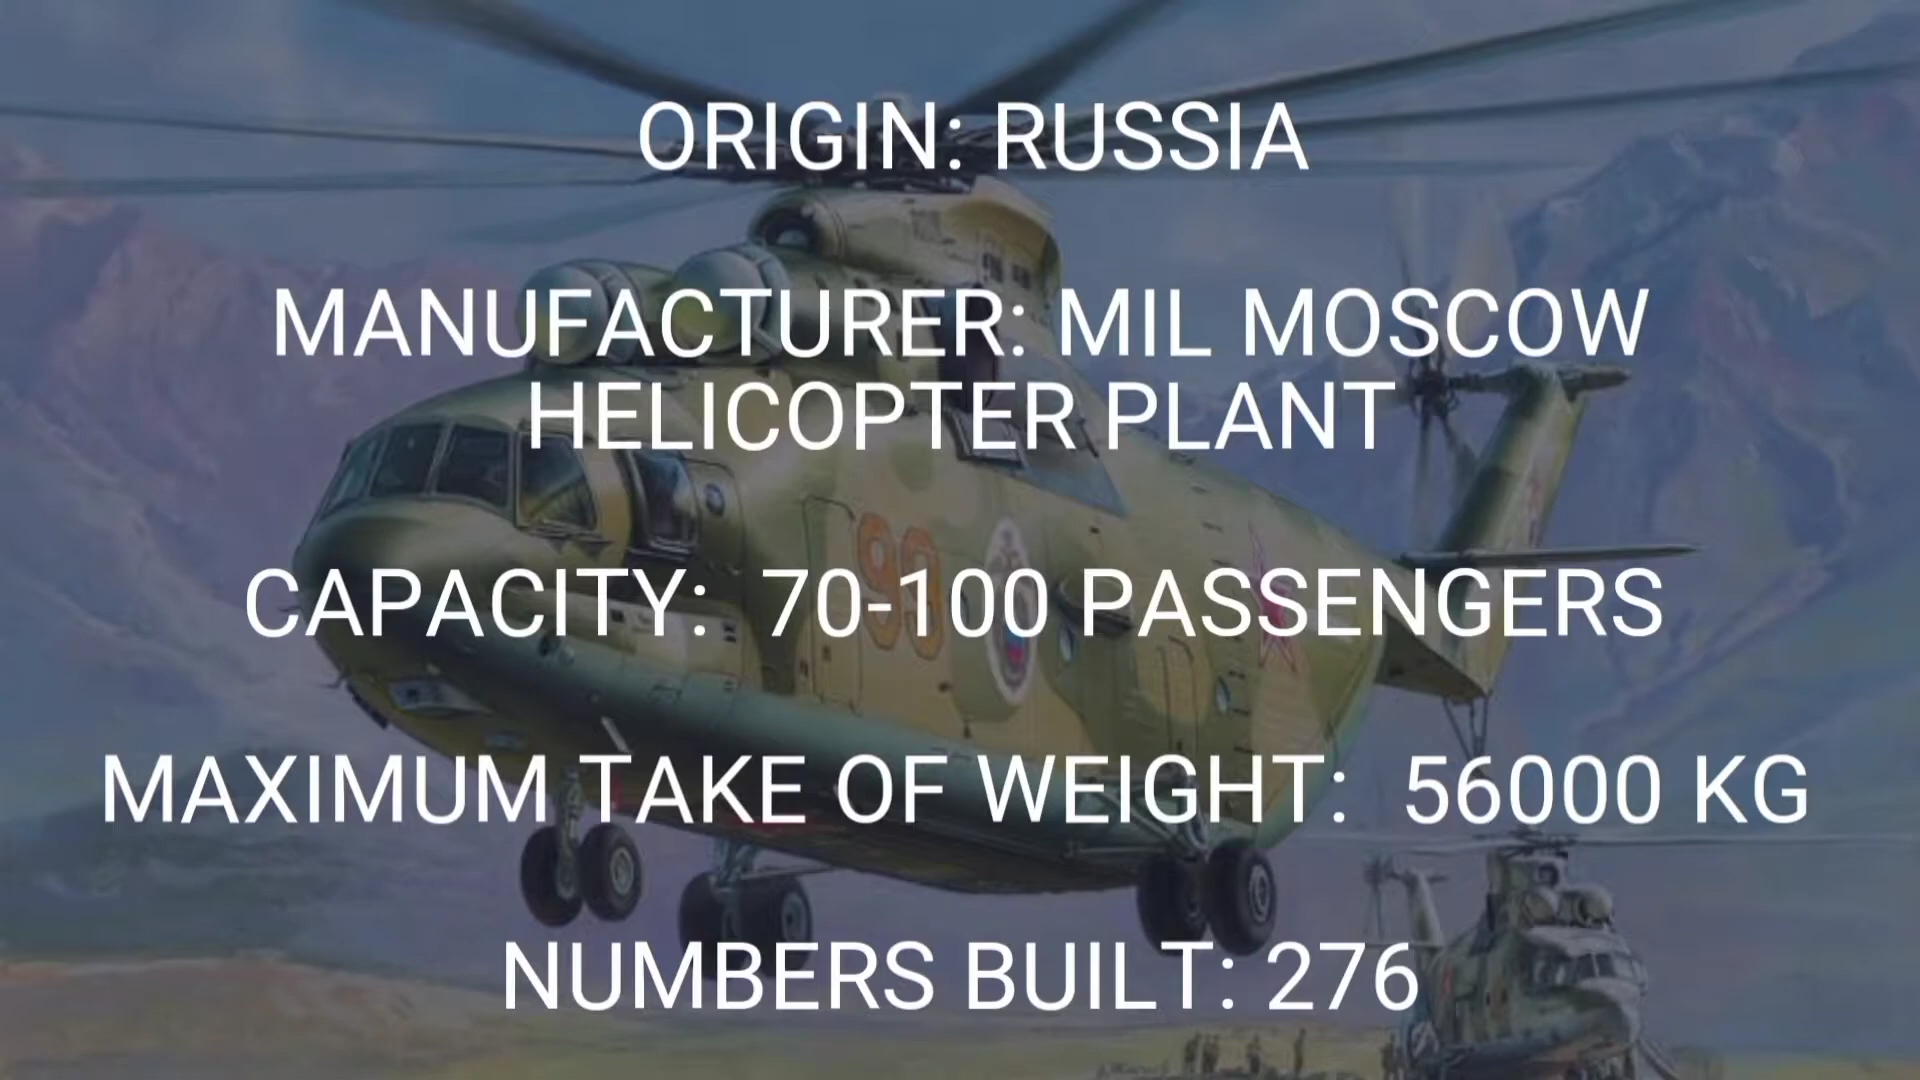 ORIGIN: RUSSIA
MANUFACTURER: MIL MOSCOW
HELICOPTER PLANT
CAPACITY: 70-100 PASSENGERS
93
MAXIMUM TAKE OF WEIGHT: 56000 KG
NUMBERS BUILT: 276